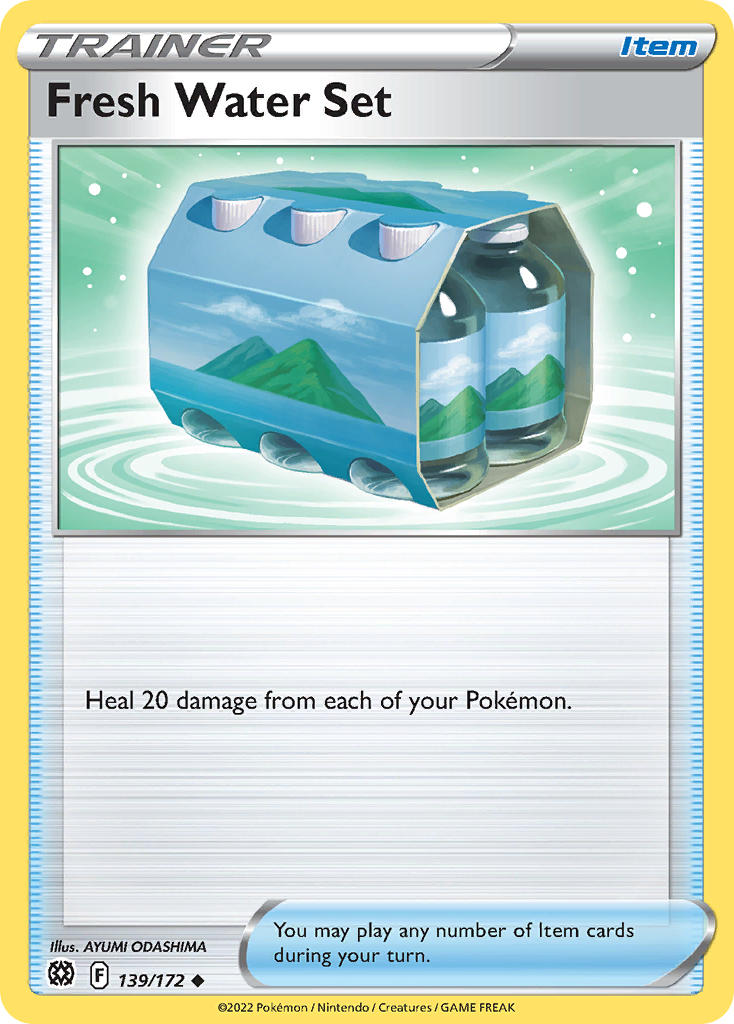 TRAINER
Item
Fresh Water Set
Heal 20 damage from each of your Pokémon.
You may play any number of Item cards
during your turn.
Illus. AYUMI ODASHIMA
F
139/172
©2022 Pokémon / Nintendo / Creatures / GAME FREAK